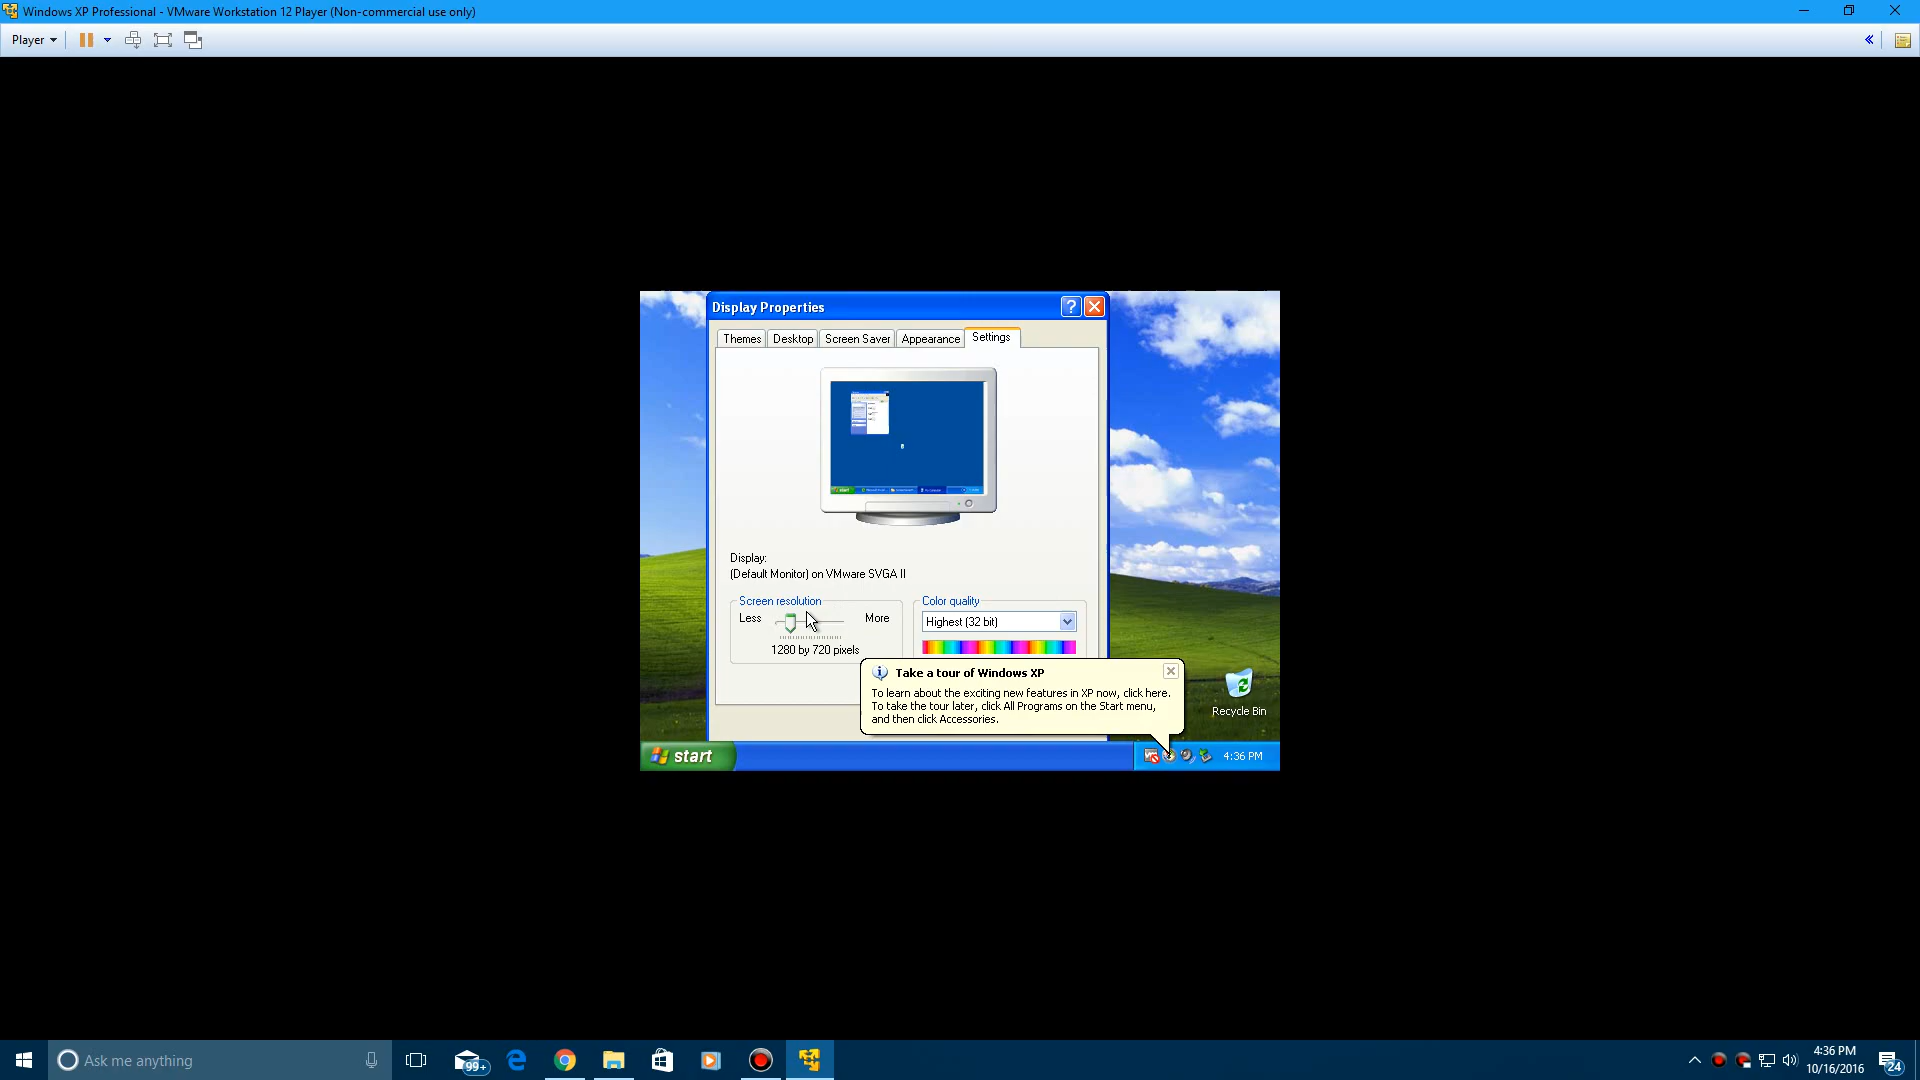 Windows XP Professional - VMware Workstation 12 Player (Non-commercial use only)
Player
Display Properties
Themes Desktop Screen Saver Appearance Settings
Display:
(Default Monitor) on VMware SVGA II
Screen resolution
Less More
1280 by 720 pixels
Color quality
Highest (32 bit)
Take a tour of Windows XP
To learn about the exciting new features in XP now, click here.
To take the tour later, click All Programs on the Start menu,
and then click Accessories.
Recycle Bin
start
4:36 PM
Ask me anything
99+
4:36 PM
10/16/2016
24